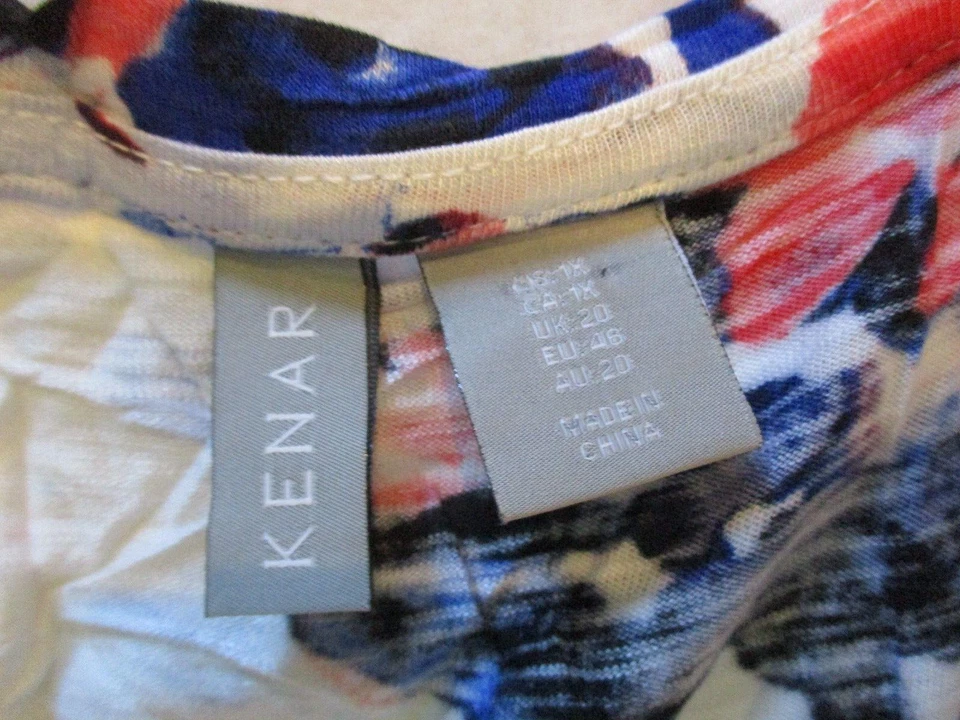 KENAR
US:1X
CA:1X
UK:20
EU:46
AU:20
MADE IN
CHINA